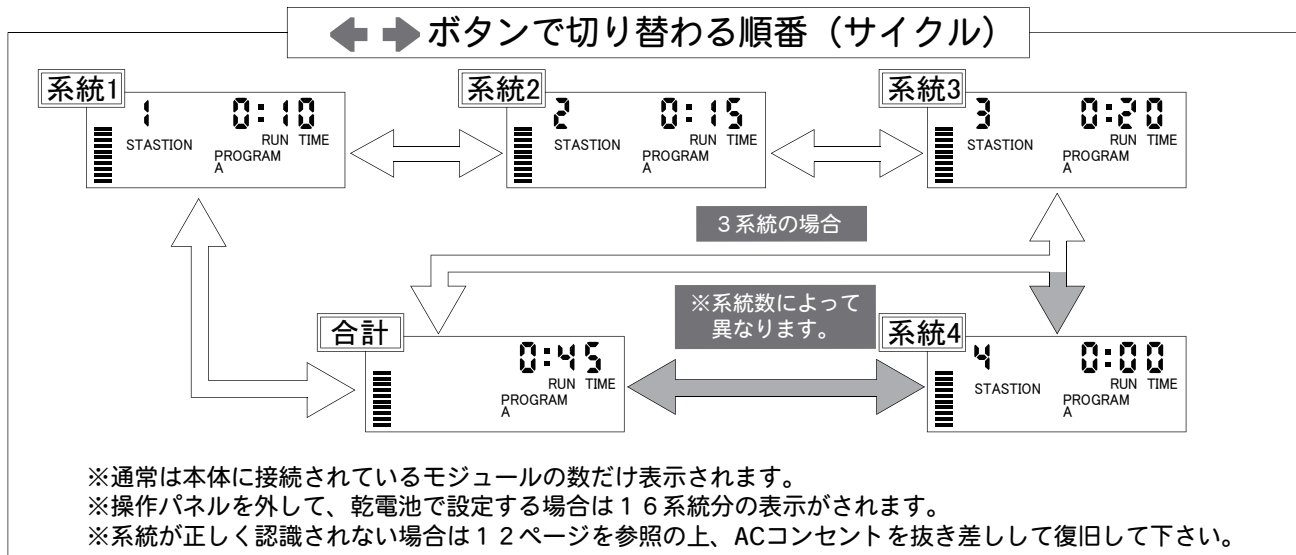 ボタンで切り替わる順番（サイクル）
系統1
1 0:10
STASTION
RUN TIME
PROGRAM
A
系統2
2 0:15
STASTION
RUN TIME
PROGRAM
A
系統3
3 0:20
STASTION
RUN TIME
PROGRAM
A
３系統の場合
※系統数によって
異なります。
合計
0:45
RUN TIME
PROGRAM
A
系統4
4 0:00
STASTION
RUN TIME
PROGRAM
A
※通常は本体に接続されているモジュールの数だけ表示されます。
※操作パネルを外して、乾電池で設定する場合は１６系統分の表示がされます。
※系統が正しく認識されない場合は１２ページを参照の上、ACコンセントを抜き差しして復旧して下さい。